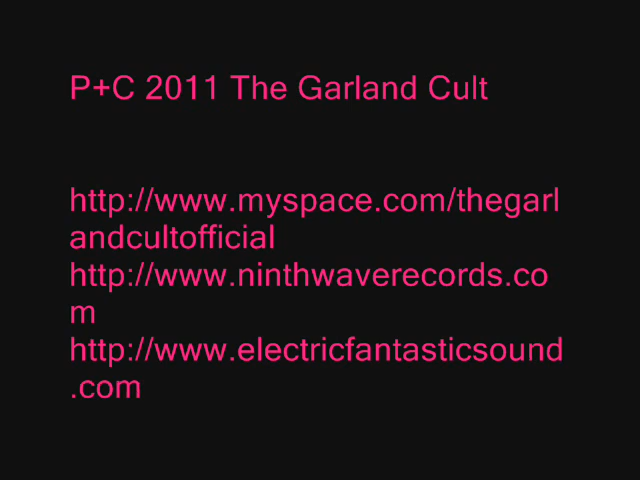 P+C 2011 The Garland Cult
http://www.myspace.com/thegarl
andcultofficial
http://www.ninthwaverecords.co
m
http://www.electricfantasticsound
.com